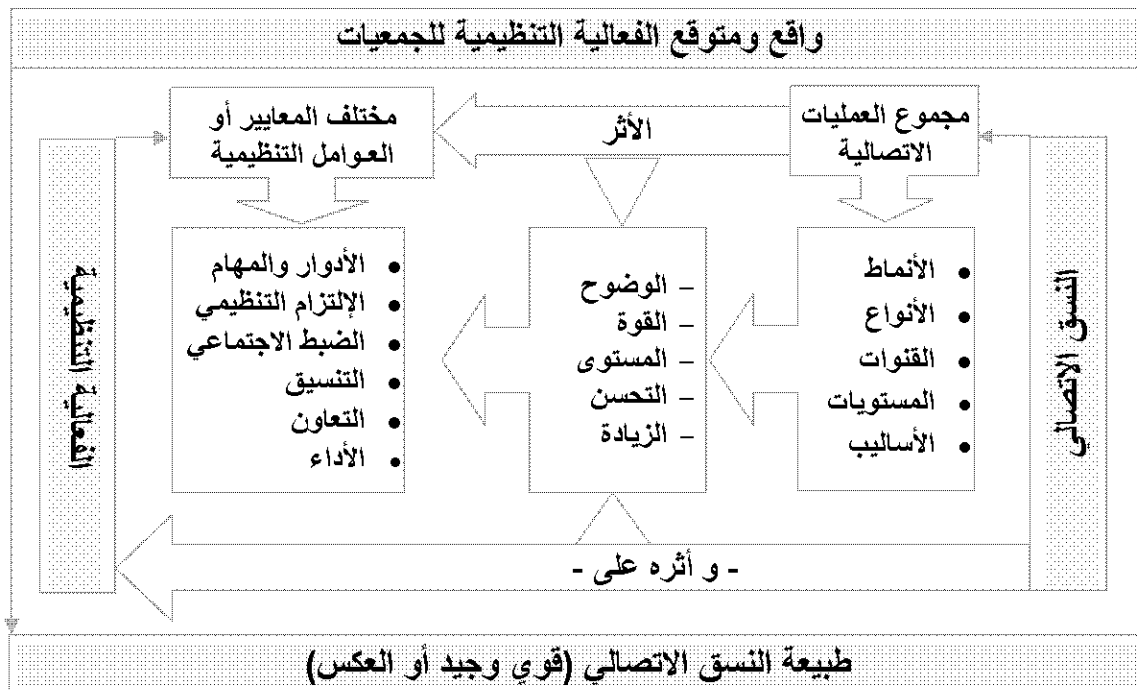 واقع ومتوقع الفعالية التنظيمية للجمعيات
مجموع العمليات
الاتصالية
الأثر
مختلف المعايير أو
العوامل التنظيمية
النسق الاتصالي
• الأنماط
• الأنواع
• القنوات
• المستويات
• الأساليب
– الوضوح
– القوة
– المستوى
– التحسن
– الزيادة
• الأدوار والمهام
• الإلتزام التنظيمي
• الضبط الاجتماعي
• التنسيق
• التعاون
• الأداء
الفعالية التنظيمية
- و أثره على -
طبيعة النسق الاتصالي (قوي وجيد أو العكس)